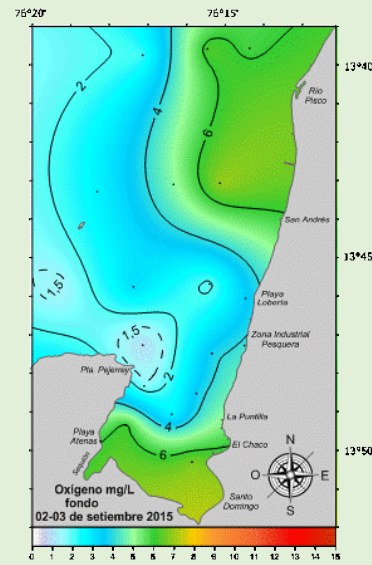 76°20' 76°15'
13°40'
Río
Pisco
2
4
6
San Andrés
13°45'
1,5
Playa
Lobería
Zona Industrial
Pesquera
1,5
Pta. Pejerrey
2
La Puntilla
4
Playa
Atenas
El Chaco
13°50'
6
Sequión
N
O E
S
Santo
Domingo
Oxígeno mg/L
fondo
02-03 de setiembre 2015
0 1 2 3 4 5 6 7 8 9 10 11 12 13 14 15